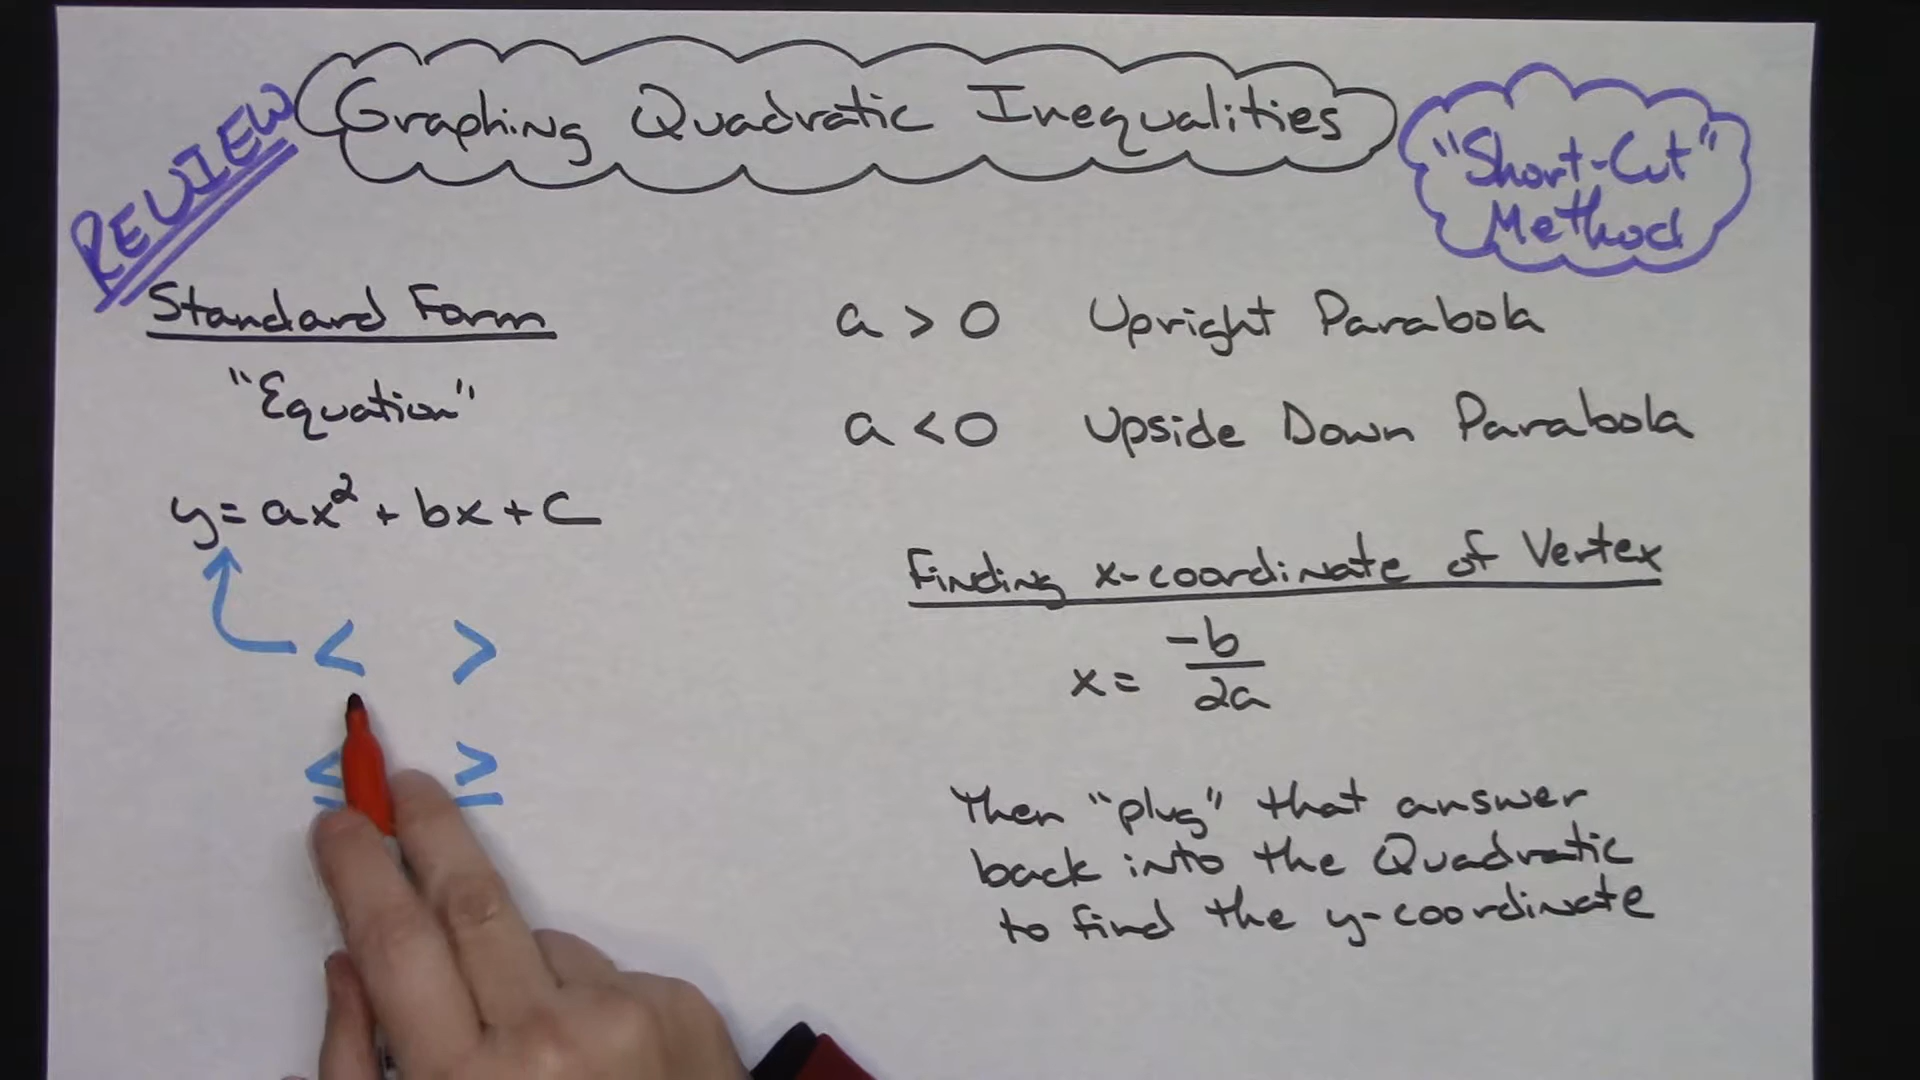 REVIEW
Graphing Quadratic Inequalities
"Short-Cut"
Method
Standard Form
"Equation"
y = ax² + bx + c
< >
≤ ≥
a > 0 Upright Parabola
a < 0 Upside Down Parabola
Finding x-coordinate of Vertex
x = -b/2a
Then "plug" that answer
back into the Quadratic
to find the y-coordinate